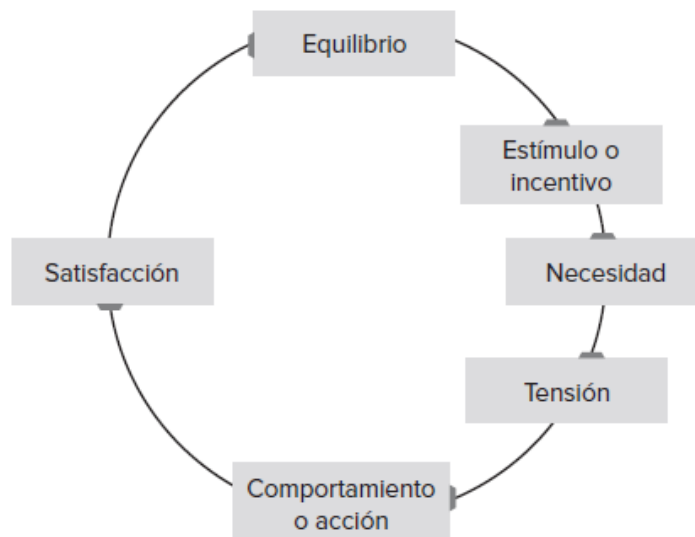 Equilibrio
Estímulo o
incentivo
Necesidad
Tensión
Comportamiento
o acción
Satisfacción